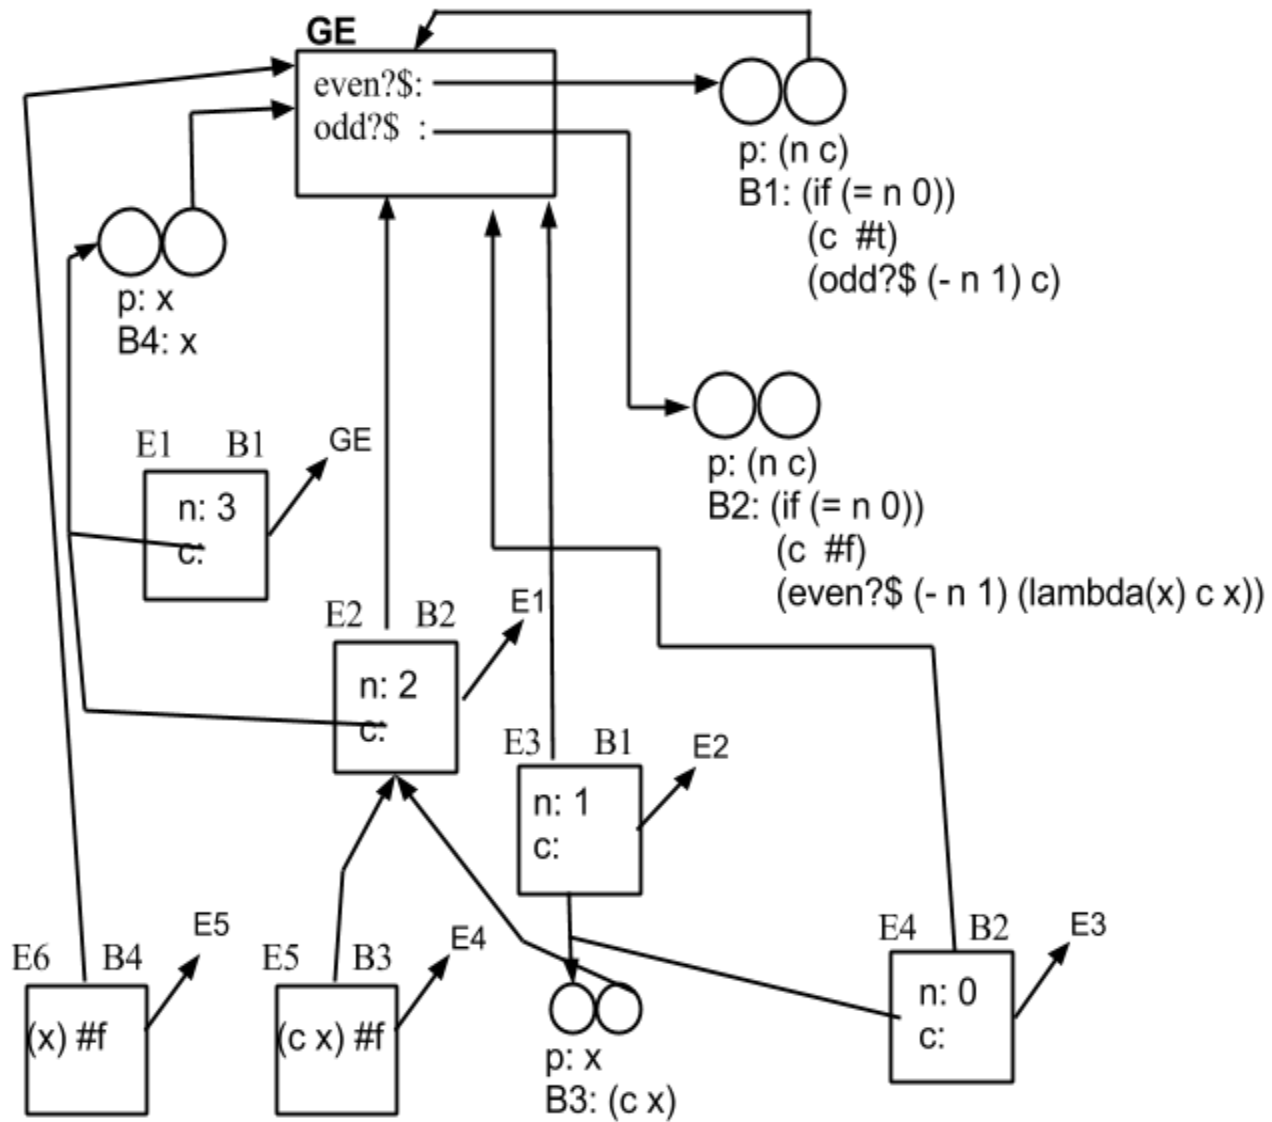 GE
even?$:
odd?$ :
p: (n c)
B1: (if (= n 0))
(c #t)
(odd?$ (- n 1) c)
p: x
B4: x
p: (n c)
B2: (if (= n 0))
(c #f)
(even?$ (- n 1) (lambda(x) c x))
E1 B1
GE
n: 3
c:
E2 B2
E1
n: 2
c:
E3 B1
E2
n: 1
c:
E6 B4
E5
(x) #f
E5 B3
E4
(c x) #f
p: x
B3: (c x)
E4 B2
E3
n: 0
c: